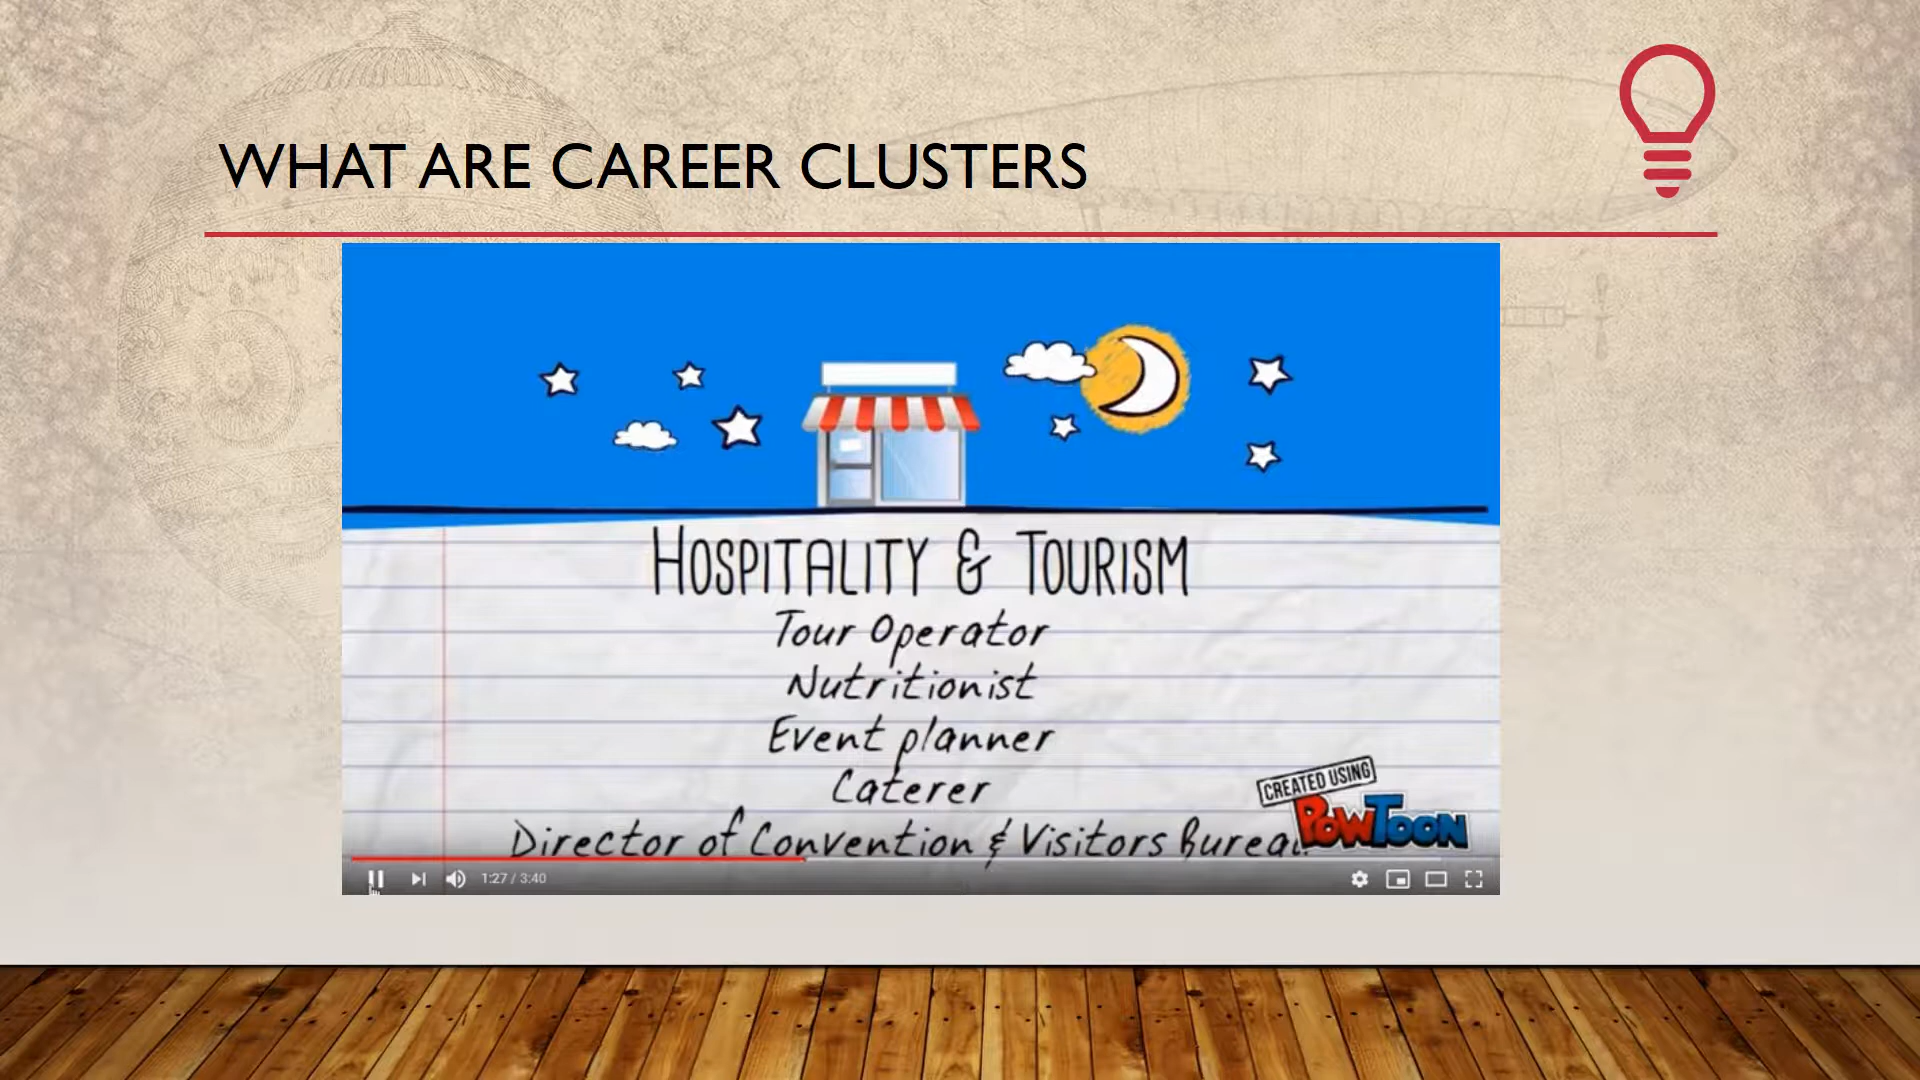 WHAT ARE CAREER CLUSTERS
HOSPITALITY & TOURISM
Tour Operator
Nutritionist
Event planner
Caterer
Director of Convention & Visitors Bureau
CREATED USING
POWTOON
1:27 / 3:40